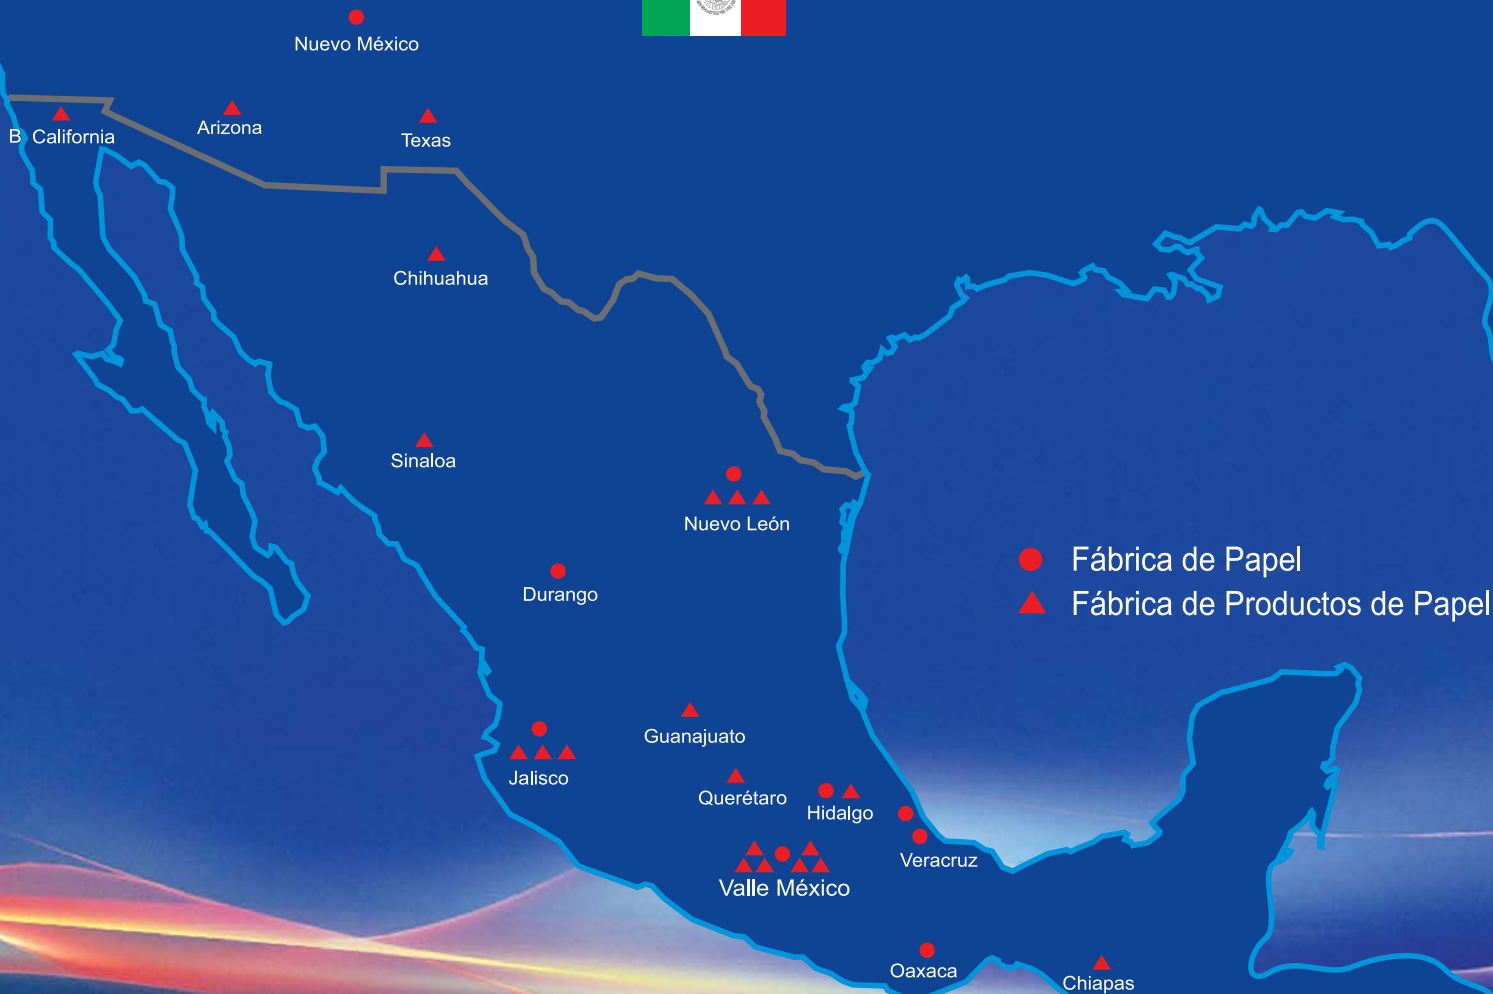 Nuevo México
B California
Arizona
Texas
Chihuahua
Sinaloa
Nuevo León
Fábrica de Papel
Durango
Fábrica de Productos de Papel
Guanajuato
Jalisco
Querétaro
Hidalgo
Veracruz
Valle México
Oaxaca
Chiapas